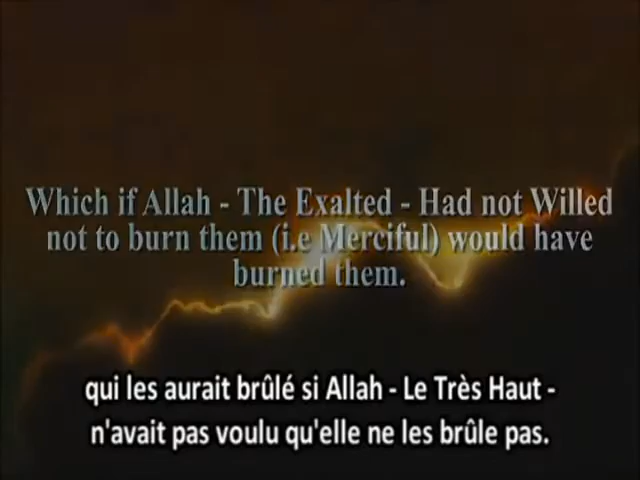 Which if Allah - The Exalted - Had not Willed
not to burn them (i.e Merciful) would have
burned them.
qui les aurait brûlé si Allah - Le Très Haut -
n'avait pas voulu qu'elle ne les brûle pas.